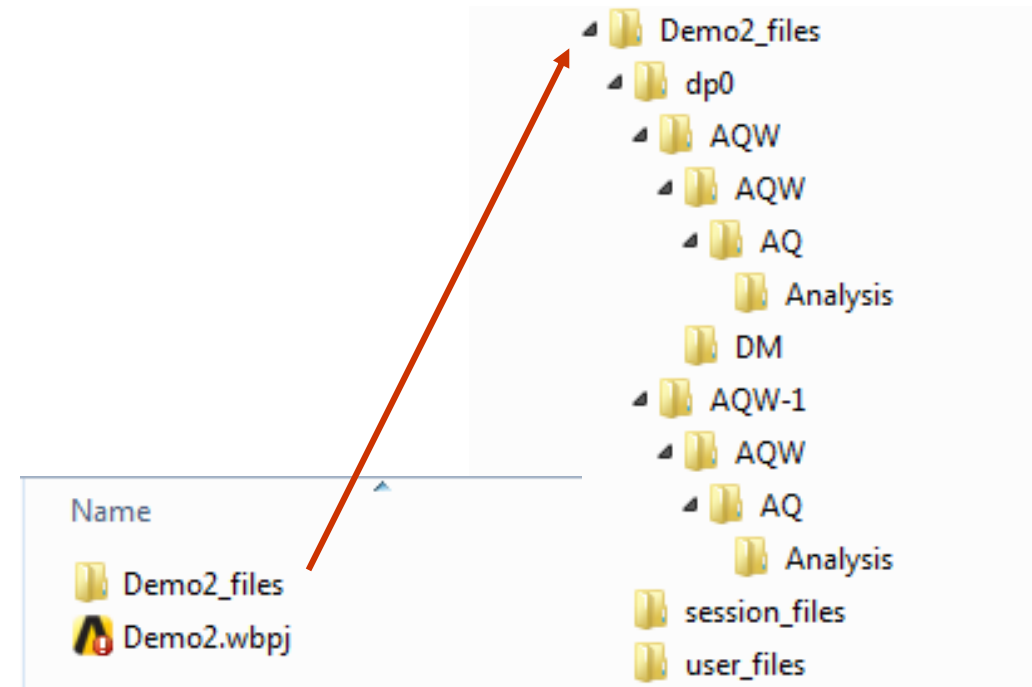 Demo2_files
dp0
AQW
AQW
AQ
Analysis
DM
AQW-1
AQW
AQ
Analysis
session_files
user_files
Name
Demo2_files
Demo2.wbpj